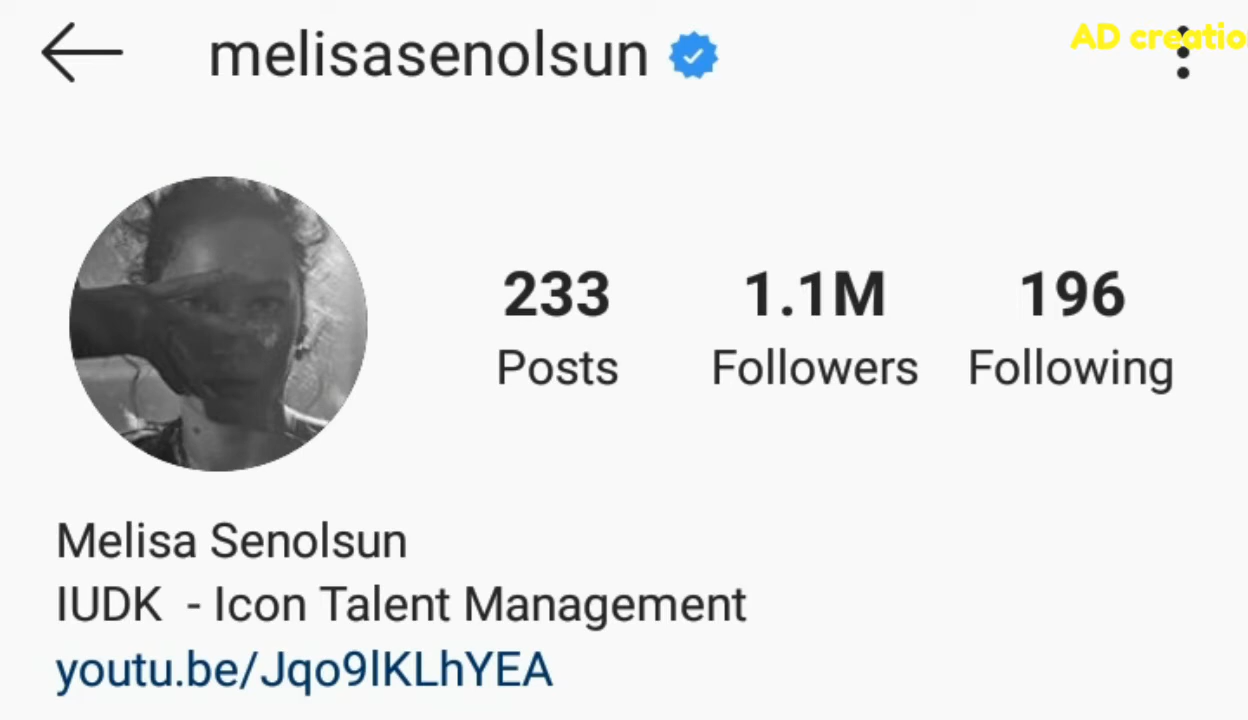 melisasenolsun
AD creatio
233 1.1M 196
Posts Followers Following
Melisa Senolsun
IUDK - Icon Talent Management
youtu.be/Jqo9lKLhYEA